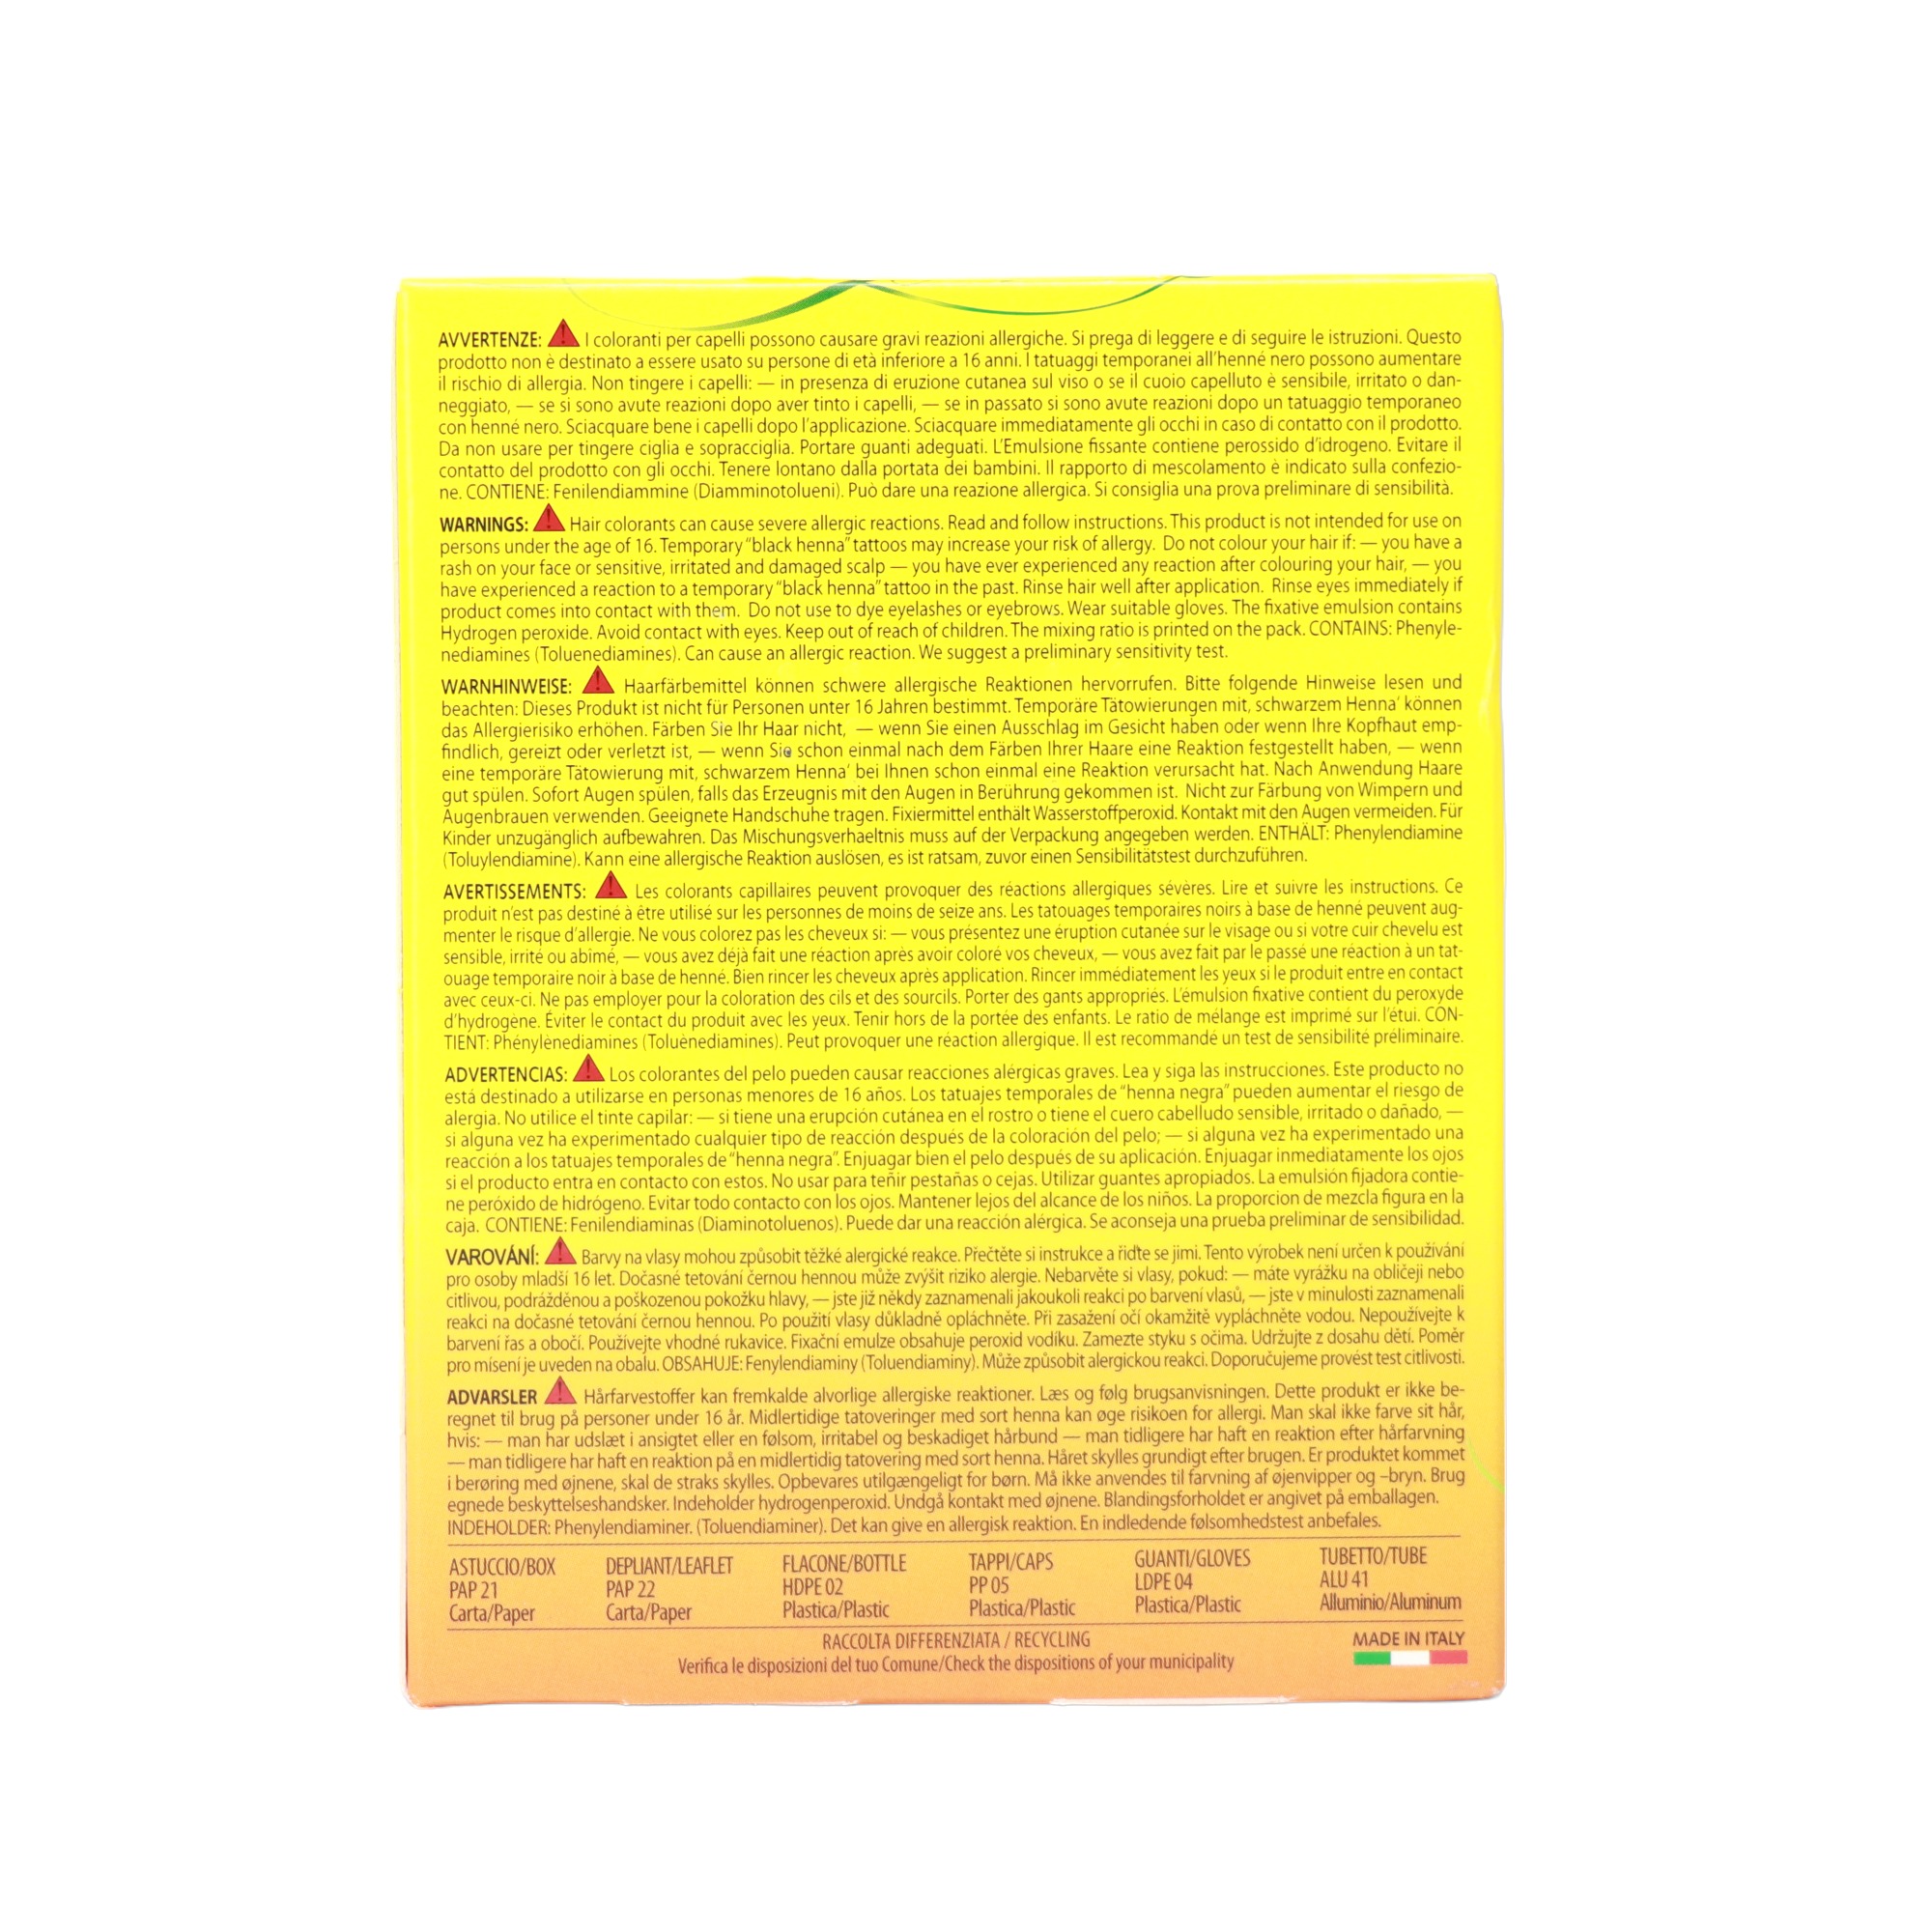 AVVERTENZE: I coloranti per capelli possono causare gravi reazioni allergiche. Si prega di leggere e di seguire le istruzioni. Questo
prodotto non è destinato a essere usato su persone di età inferiore a 16 anni. I tatuaggi temporanei all'henné nero possono aumentare
il rischio di allergia. Non tingere i capelli: — in presenza di eruzione cutanea sul viso o se il cuoio capelluto è sensibile, irritato o dan-
neggiato, — se si sono avute reazioni dopo aver tinto i capelli, — se in passato si sono avute reazioni dopo un tatuaggio temporaneo
con henné nero. Sciacquare bene i capelli dopo l'applicazione. Sciacquare immediatamente gli occhi in caso di contatto con il prodotto.
Da non usare per tingere ciglia e sopracciglia. Portare guanti adeguati. L'Emulsione fissante contiene perossido d'idrogeno. Evitare il
contatto del prodotto con gli occhi. Tenere lontano dalla portata dei bambini. Il rapporto di mescolamento è indicato sulla confezio-
ne. CONTIENE: Fenilendiammine (Diamminotolueni). Può dare una reazione allergica. Si consiglia una prova preliminare di sensibilità.
WARNINGS: Hair colorants can cause severe allergic reactions. Read and follow instructions. This product is not intended for use on
persons under the age of 16. Temporary "black henna" tattoos may increase your risk of allergy. Do not colour your hair if: — you have a
rash on your face or sensitive, irritated and damaged scalp — you have ever experienced any reaction after colouring your hair, — you
have experienced a reaction to a temporary "black henna" tattoo in the past. Rinse hair well after application. Rinse eyes immediately if
product comes into contact with them. Do not use to dye eyelashes or eyebrows. Wear suitable gloves. The fixative emulsion contains
Hydrogen peroxide. Avoid contact with eyes. Keep out of reach of children. The mixing ratio is printed on the pack. CONTAINS: Phenyle-
nediamines (Toluenediamines). Can cause an allergic reaction. We suggest a preliminary sensitivity test.
WARNHINWEISE: Haarfärbemittel können schwere allergische Reaktionen hervorrufen. Bitte folgende Hinweise lesen und
beachten: Dieses Produkt ist nicht für Personen unter 16 Jahren bestimmt. Temporäre Tätowierungen mit, schwarzem Henna' können
das Allergierisiko erhöhen. Färben Sie Ihr Haar nicht, — wenn Sie einen Ausschlag im Gesicht haben oder wenn Ihre Kopfhaut emp-
findlich, gereizt oder verletzt ist, — wenn Sie schon einmal nach dem Färben Ihrer Haare eine Reaktion festgestellt haben, — wenn
eine temporäre Tätowierung mit, schwarzem Henna' bei Ihnen schon einmal eine Reaktion verursacht hat. Nach Anwendung Haare
gut spülen. Sofort Augen spülen, falls das Erzeugnis mit den Augen in Berührung gekommen ist. Nicht zur Färbung von Wimpern und
Augenbrauen verwenden. Geeignete Handschuhe tragen. Fixiermittel enthält Wasserstoffperoxid. Kontakt mit den Augen vermeiden. Für
Kinder unzugänglich aufbewahren. Das Mischungsverhaeltnis muss auf der Verpackung angegeben werden. ENTHÄLT: Phenylendiamine
(Toluylendiamine). Kann eine allergische Reaktion auslösen, es ist ratsam, zuvor einen Sensibilitätstest durchzuführen.
AVERTISSEMENTS: Les colorants capillaires peuvent provoquer des réactions allergiques sévères. Lire et suivre les instructions. Ce
produit n'est pas destiné à être utilisé sur les personnes de moins de seize ans. Les tatouages temporaires noirs à base de henné peuvent aug-
menter le risque d'allergie. Ne vous colorez pas les cheveux si: — vous présentez une éruption cutanée sur le visage ou si votre cuir chevelu est
sensible, irrité ou abîmé, — vous avez déjà fait une réaction après avoir coloré vos cheveux, — vous avez fait par le passé une réaction à un tat-
ouage temporaire noir à base de henné. Bien rincer les cheveux après application. Rincer immédiatement les yeux si le produit entre en contact
avec ceux-ci. Ne pas employer pour la coloration des cils et des sourcils. Porter des gants appropriés. L'émulsion fixative contient du peroxyde
d'hydrogène. Éviter le contact du produit avec les yeux. Tenir hors de la portée des enfants. Le ratio de mélange est imprimé sur l'étui. CON-
TIENT: Phénylènediamines (Toluènediamines). Peut provoquer une réaction allergique. Il est recommandé un test de sensibilité préliminaire.
ADVERTENCIAS: Los colorantes del pelo pueden causar reacciones alérgicas graves. Lea y siga las instrucciones. Este producto no
está destinado a utilizarse en personas menores de 16 años. Los tatuajes temporales de "henna negra" pueden aumentar el riesgo de
alergia. No utilice el tinte capilar: — si tiene una erupción cutánea en el rostro o tiene el cuero cabelludo sensible, irritado o dañado, —
si alguna vez ha experimentado cualquier tipo de reacción después de la coloración del pelo; — si alguna vez ha experimentado una
reacción a los tatuajes temporales de "henna negra". Enjuagar bien el pelo después de su aplicación. Enjuagar inmediatamente los ojos
si el producto entra en contacto con estos. No usar para teñir pestañas o cejas. Utilizar guantes apropiados. La emulsión fijadora contie-
ne peróxido de hidrógeno. Evitar todo contacto con los ojos. Mantener lejos del alcance de los niños. La proporcion de mezcla figura en la
caja. CONTIENE: Fenilendiaminas (Diaminotoluenos). Puede dar una reacción alérgica. Se aconseja una prueba preliminar de sensibilidad.
VAROVÁNÍ: Barvy na vlasy mohou způsobit těžké alergické reakce. Přečtěte si instrukce a řiďte se jimi. Tento výrobek není určen k používání
pro osoby mladší 16 let. Dočasné tetování černou hennou může zvýšit riziko alergie. Nebarvěte si vlasy, pokud: — máte vyrážku na obličeji nebo
citlivou, podrážděnou a poškozenou pokožku hlavy, — jste již někdy zaznamenali jakoukoli reakci po barvení vlasů, — jste v minulosti zaznamenali
reakci na dočasné tetování černou hennou. Po použití vlasy důkladně opláchněte. Při zasažení očí okamžitě vypláchněte vodou. Nepoužívejte k
barvení řas a obočí. Používejte vhodné rukavice. Fixační emulze obsahuje peroxid vodíku. Zamezte styku s očima. Udržujte z dosahu dětí. Poměr
pro mísení je uveden na obalu. OBSAHUJE: Fenylendiaminy (Toluendiaminy). Může způsobit alergickou reakci. Doporučujeme provést test citlivosti.
ADVARSLER Hårfarvestoffer kan fremkalde alvorlige allergiske reaktioner. Læs og følg brugsanvisningen. Dette produkt er ikke be-
regnet til brug på personer under 16 år. Midlertidige tatoveringer med sort henna kan øge risikoen for allergi. Man skal ikke farve sit hår,
hvis: — man har udslæt i ansigtet eller en følsom, irritabel og beskadiget hårbund — man tidligere har haft en reaktion efter hårfarvning
— man tidligere har haft en reaktion på en midlertidig tatovering med sort henna. Håret skylles grundigt efter brugen. Er produktet kommet
i berøring med øjnene, skal de straks skylles. Opbevares utilgængeligt for børn. Må ikke anvendes til farvning af øjenvipper og –bryn. Brug
egnede beskyttelseshandsker. Indeholder hydrogenperoxid. Undgå kontakt med øjnene. Blandingsforholdet er angivet på emballagen.
INDEHOLDER: Phenylendiaminer. (Toluendiaminer). Det kan give en allergisk reaktion. En indledende følsomhedstest anbefales.
ASTUCCIO/BOX DEPLIANT/LEAFLET FLACONE/BOTTLE TAPPI/CAPS GUANTI/GLOVES TUBETTO/TUBE
PAP 21 PAP 22 HDPE 02 PP 05 LDPE 04 ALU 41
Carta/Paper Carta/Paper Plastica/Plastic Plastica/Plastic Plastica/Plastic Alluminio/Aluminum
RACCOLTA DIFFERENZIATA / RECYCLING
Verifica le disposizioni del tuo Comune/Check the dispositions of your municipality
MADE IN ITALY